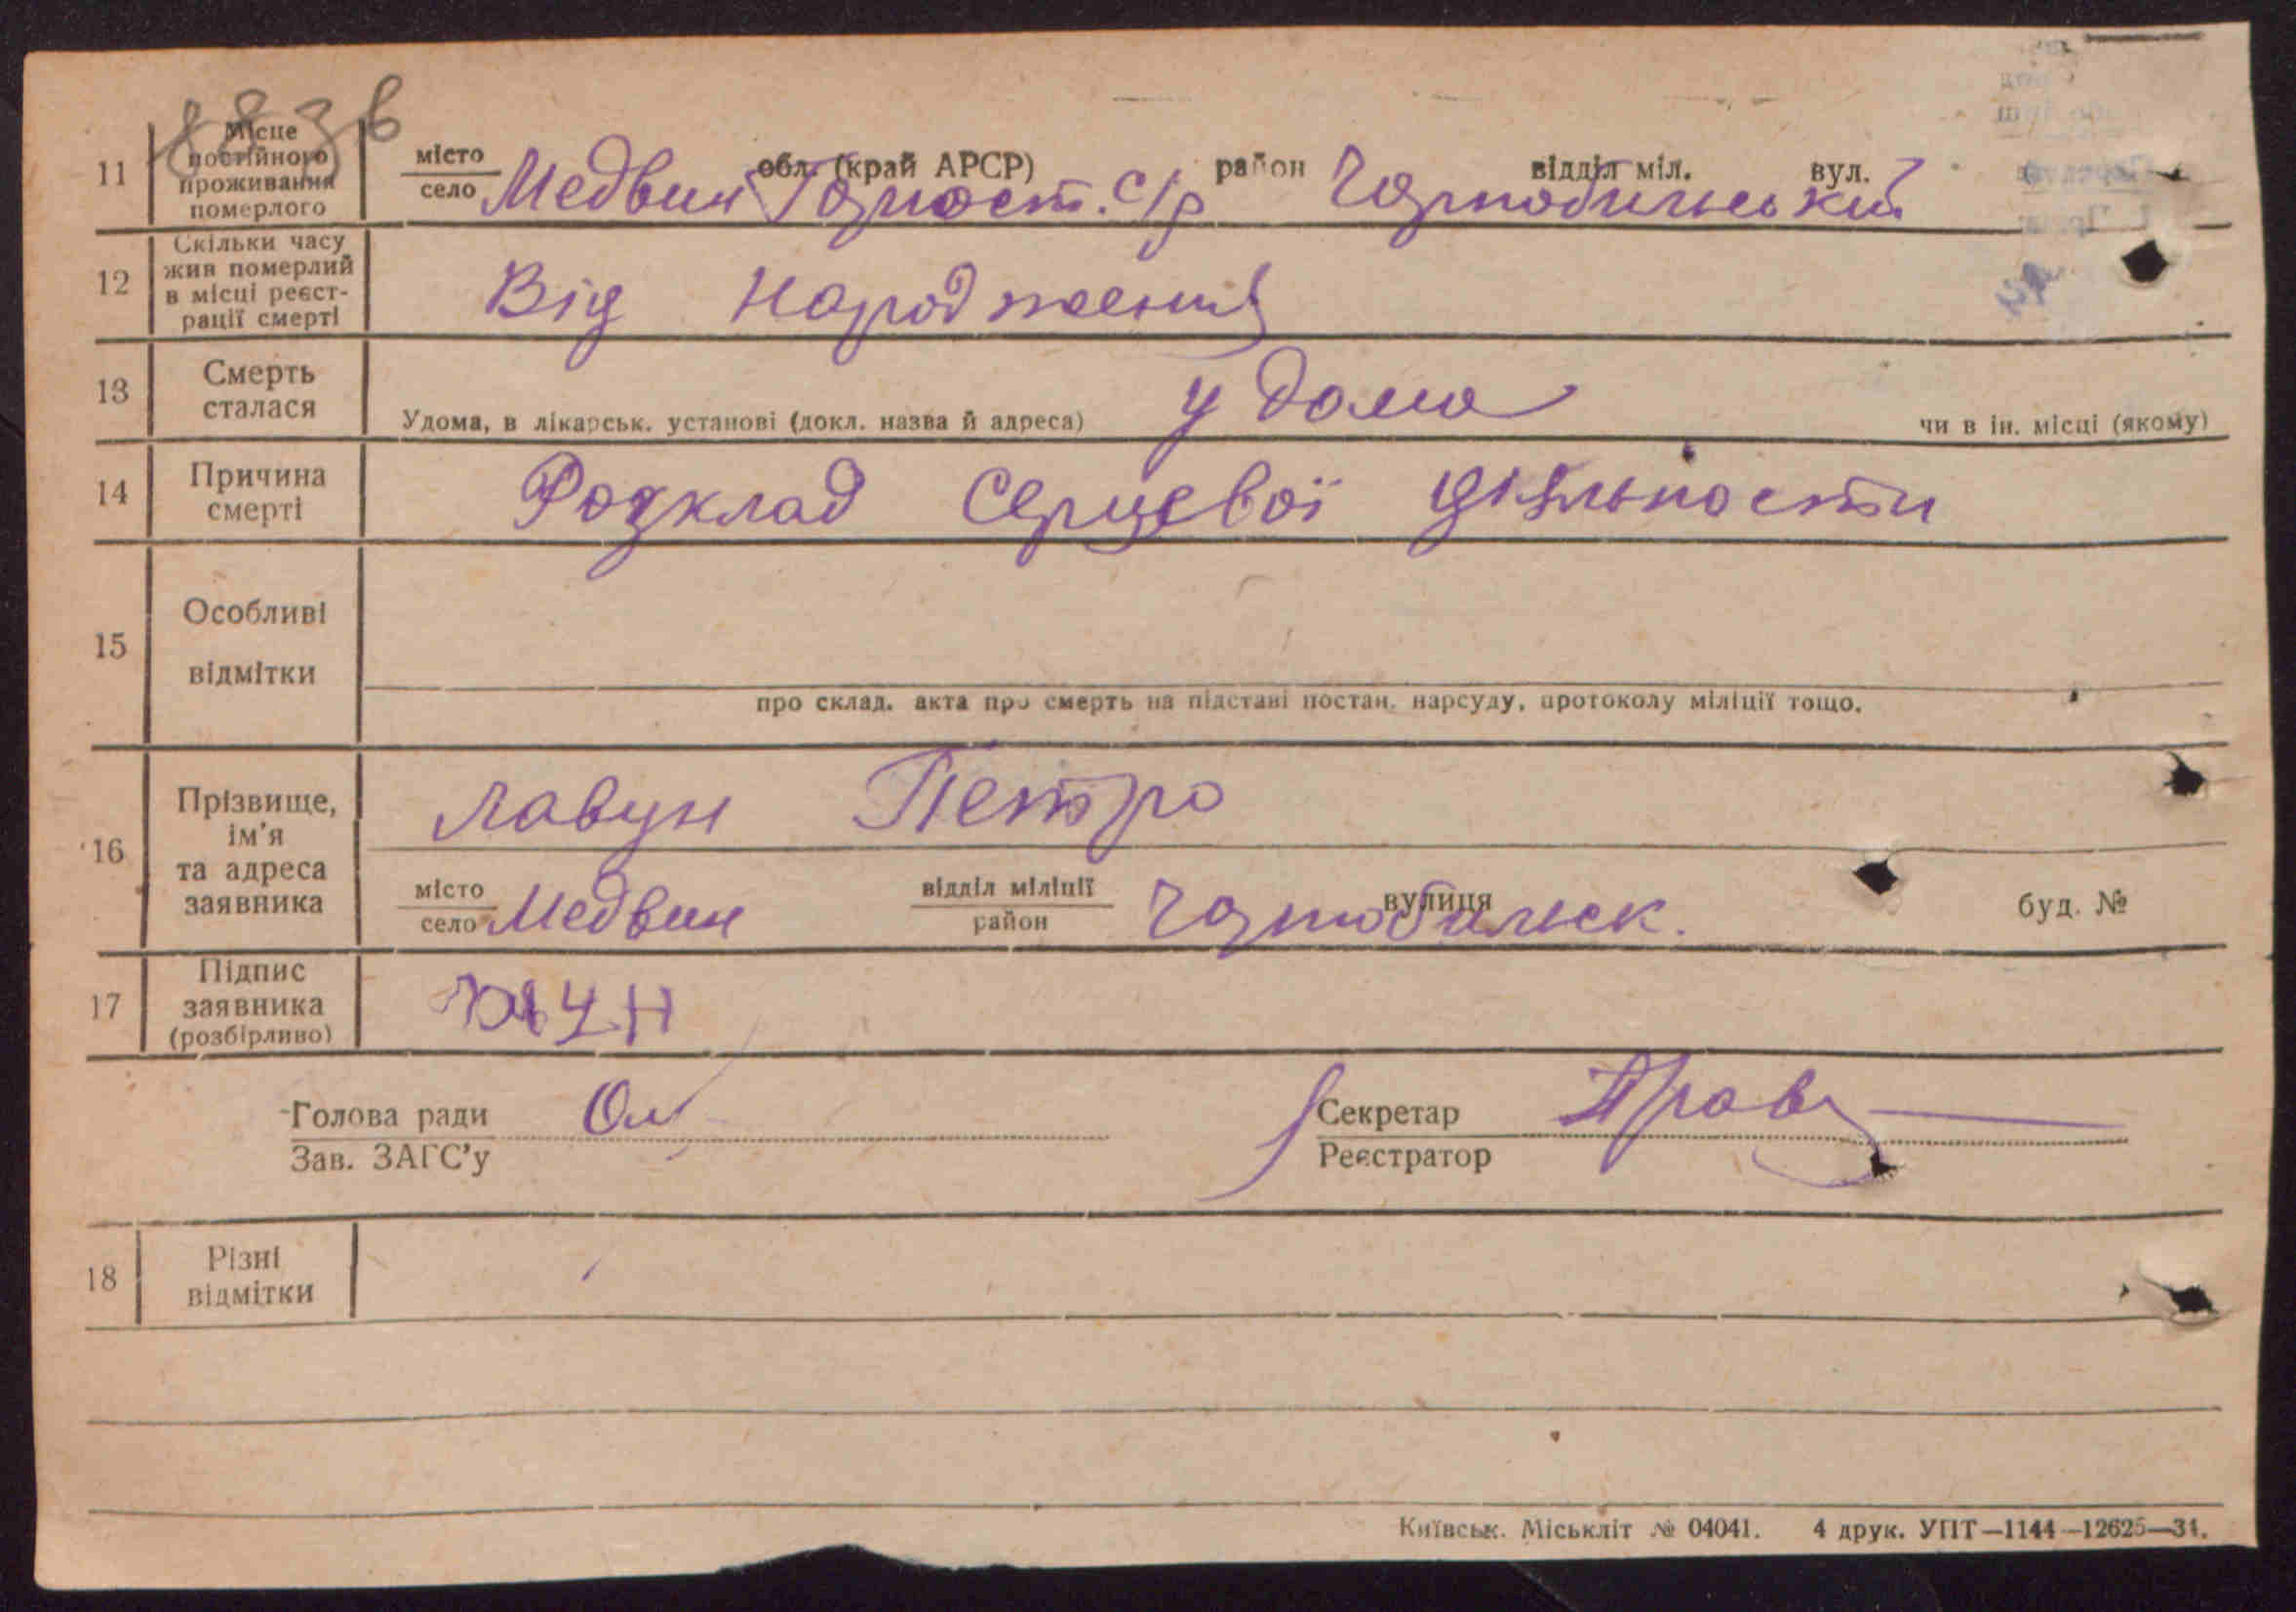 883в
11 Місце постійного проживання померлого
місто село Медвин обл. (край АРСР) Горност. с/р район Чорнобильський відділ міл. вул.
12 Скільки часу жив померлий в місці реєст-рації смерті
Від народження
13 Смерть сталася
Удома, в лікарськ. установі (докл. назва й адреса) у дома чи в ін. місці (якому)
14 Причина смерті
Розклад серцевої діяльности
15 Особливі відмітки
про склад. акта про смерть на підставі постан. нарсуду, протоколу міліції тощо.
16 Прізвище, ім'я та адреса заявника
Лавун Петро
місто село Медвин відділ міліції район Чорнобильск. вулиця буд. №
17 Підпис заявника (розбірливо)
Голова ради
Зав. ЗАГС'у
Секретар
Реєстратор
18 Різні відмітки
Київськ. Міськліт № 04041. 4 друк. УПТ—1144—12625—34.